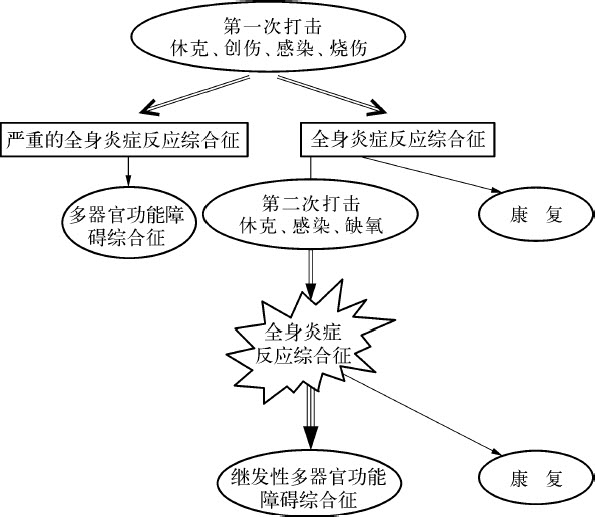 第一次打击
休克、创伤、感染、烧伤
严重的全身炎症反应综合征
全身炎症反应综合征
多器官功能障
碍综合征
第二次打击
休克、感染、缺氧
康 复
全身炎症
反应综合征
继发性多器官功能
障碍综合征
康 复